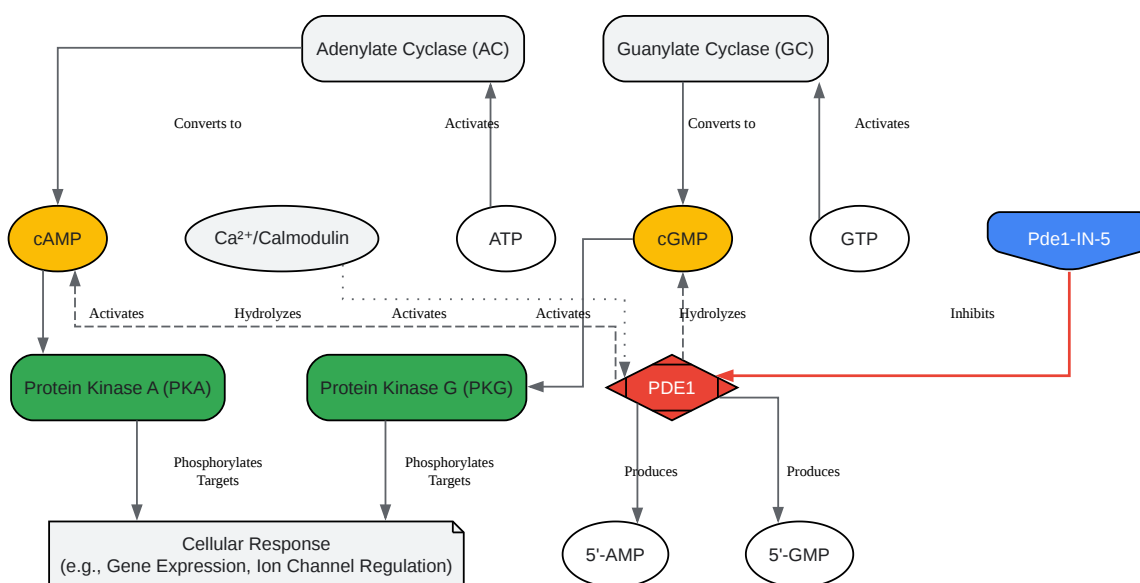 Adenylate Cyclase (AC)
Guanylate Cyclase (GC)
Converts to
Activates
Converts to
Activates
cAMP
Ca²⁺/Calmodulin
ATP
cGMP
GTP
Pde1-IN-5
Activates
Hydrolyzes
Activates
Activates
Hydrolyzes
Inhibits
Protein Kinase A (PKA)
Protein Kinase G (PKG)
PDE1
Phosphorylates
Targets
Phosphorylates
Targets
Produces
Produces
Cellular Response
(e.g., Gene Expression, Ion Channel Regulation)
5'-AMP
5'-GMP